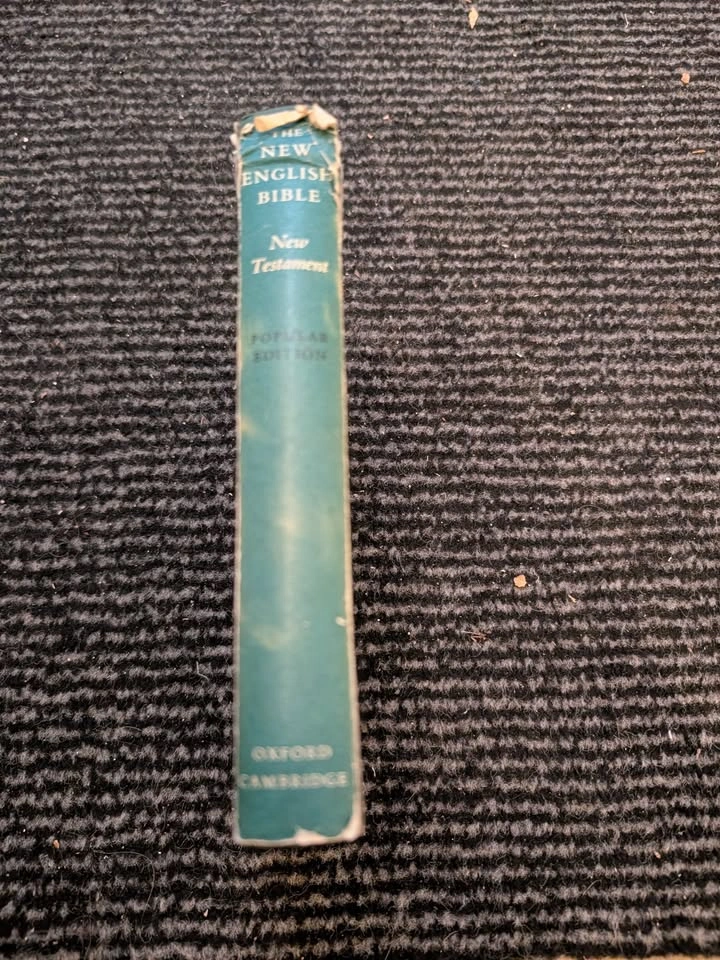 THE
NEW
ENGLISH
BIBLE
New
Testament
POPULAR
EDITION
OXFORD
CAMBRIDGE